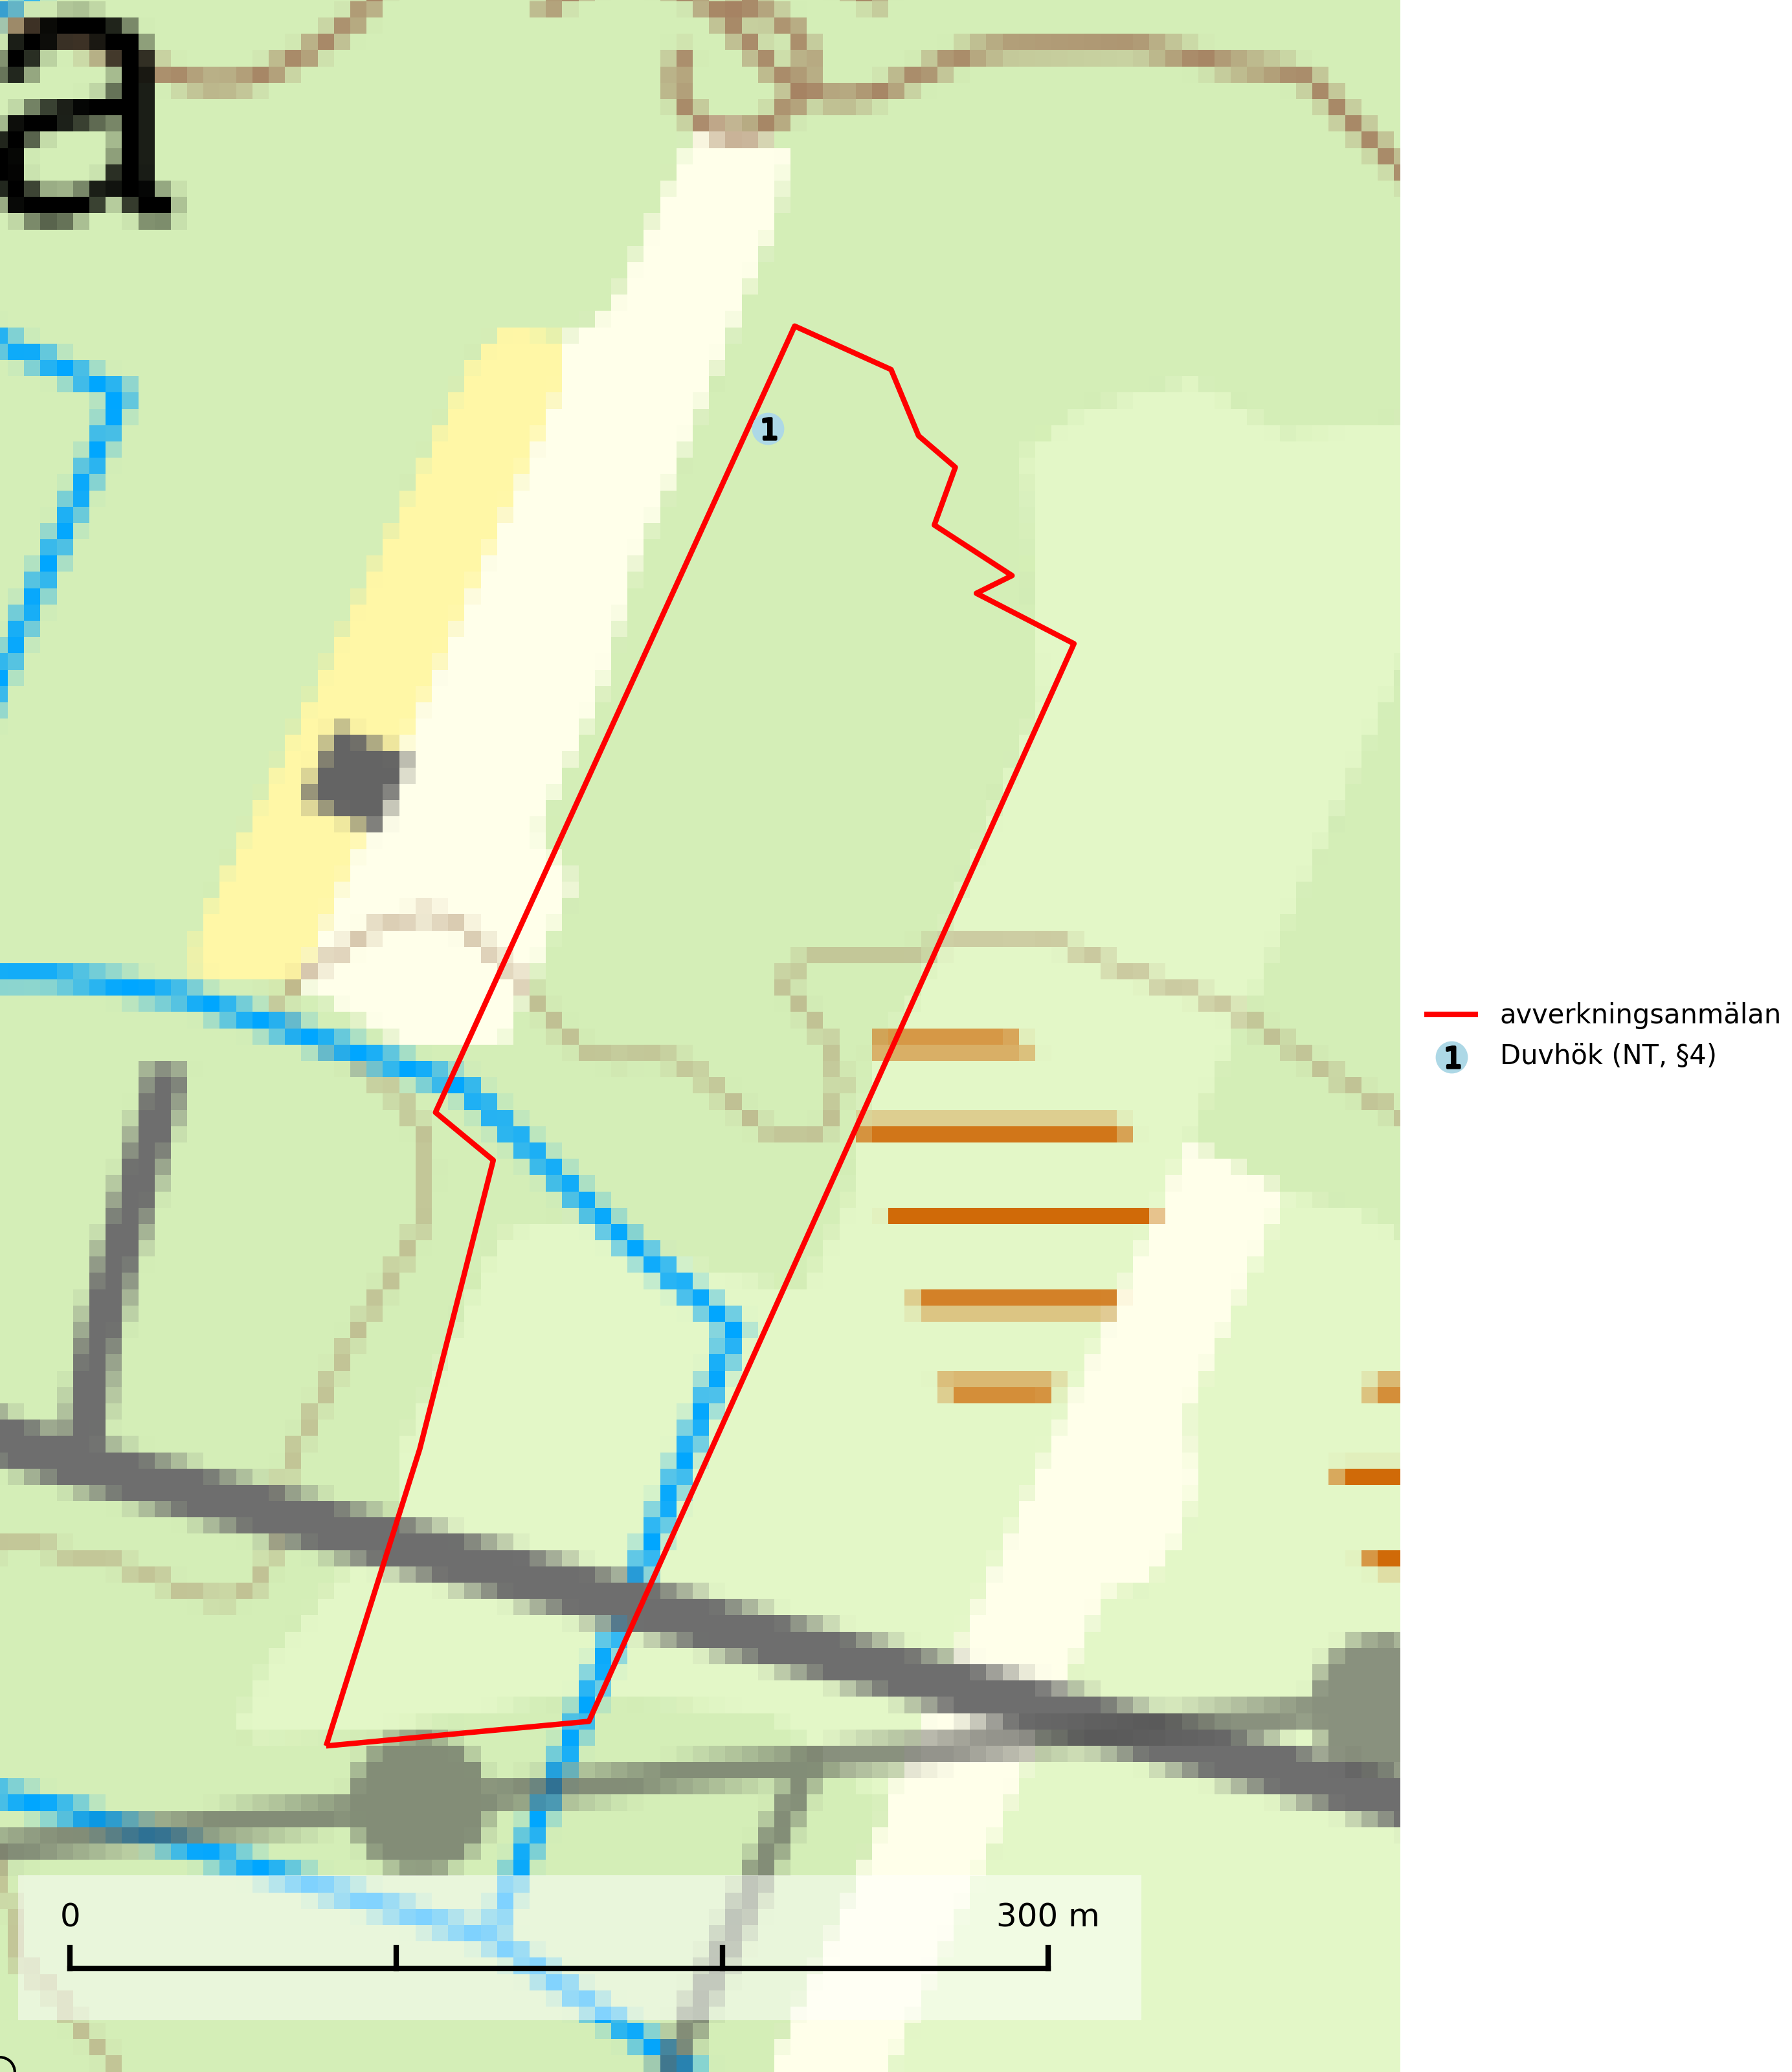 a
1
avverkningsanmälan
1 Duvhök (NT, §4)
0 300 m